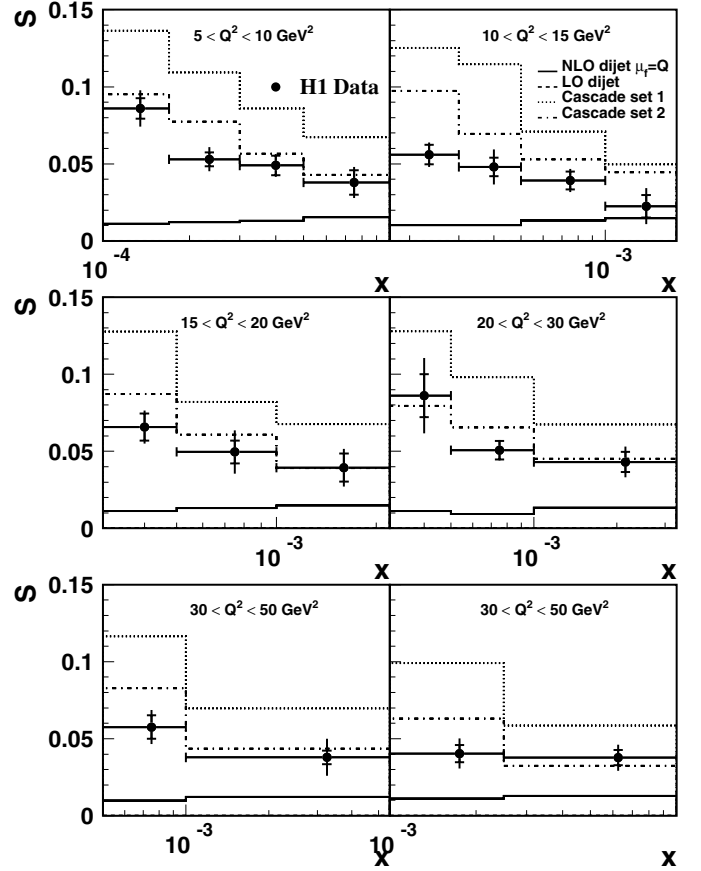 S
0.15
0.1
0.05
0
5 < Q² < 10 GeV²
H1 Data
10⁻⁴
x
10 < Q² < 15 GeV²
NLO dijet μf=Q
LO dijet
Cascade set 1
Cascade set 2
10⁻³
x
S
0.15
0.1
0.05
0
15 < Q² < 20 GeV²
10⁻³
x
20 < Q² < 30 GeV²
10⁻³
x
S
0.15
0.1
0.05
0
30 < Q² < 50 GeV²
10⁻³
10⁻³
x
30 < Q² < 50 GeV²
x